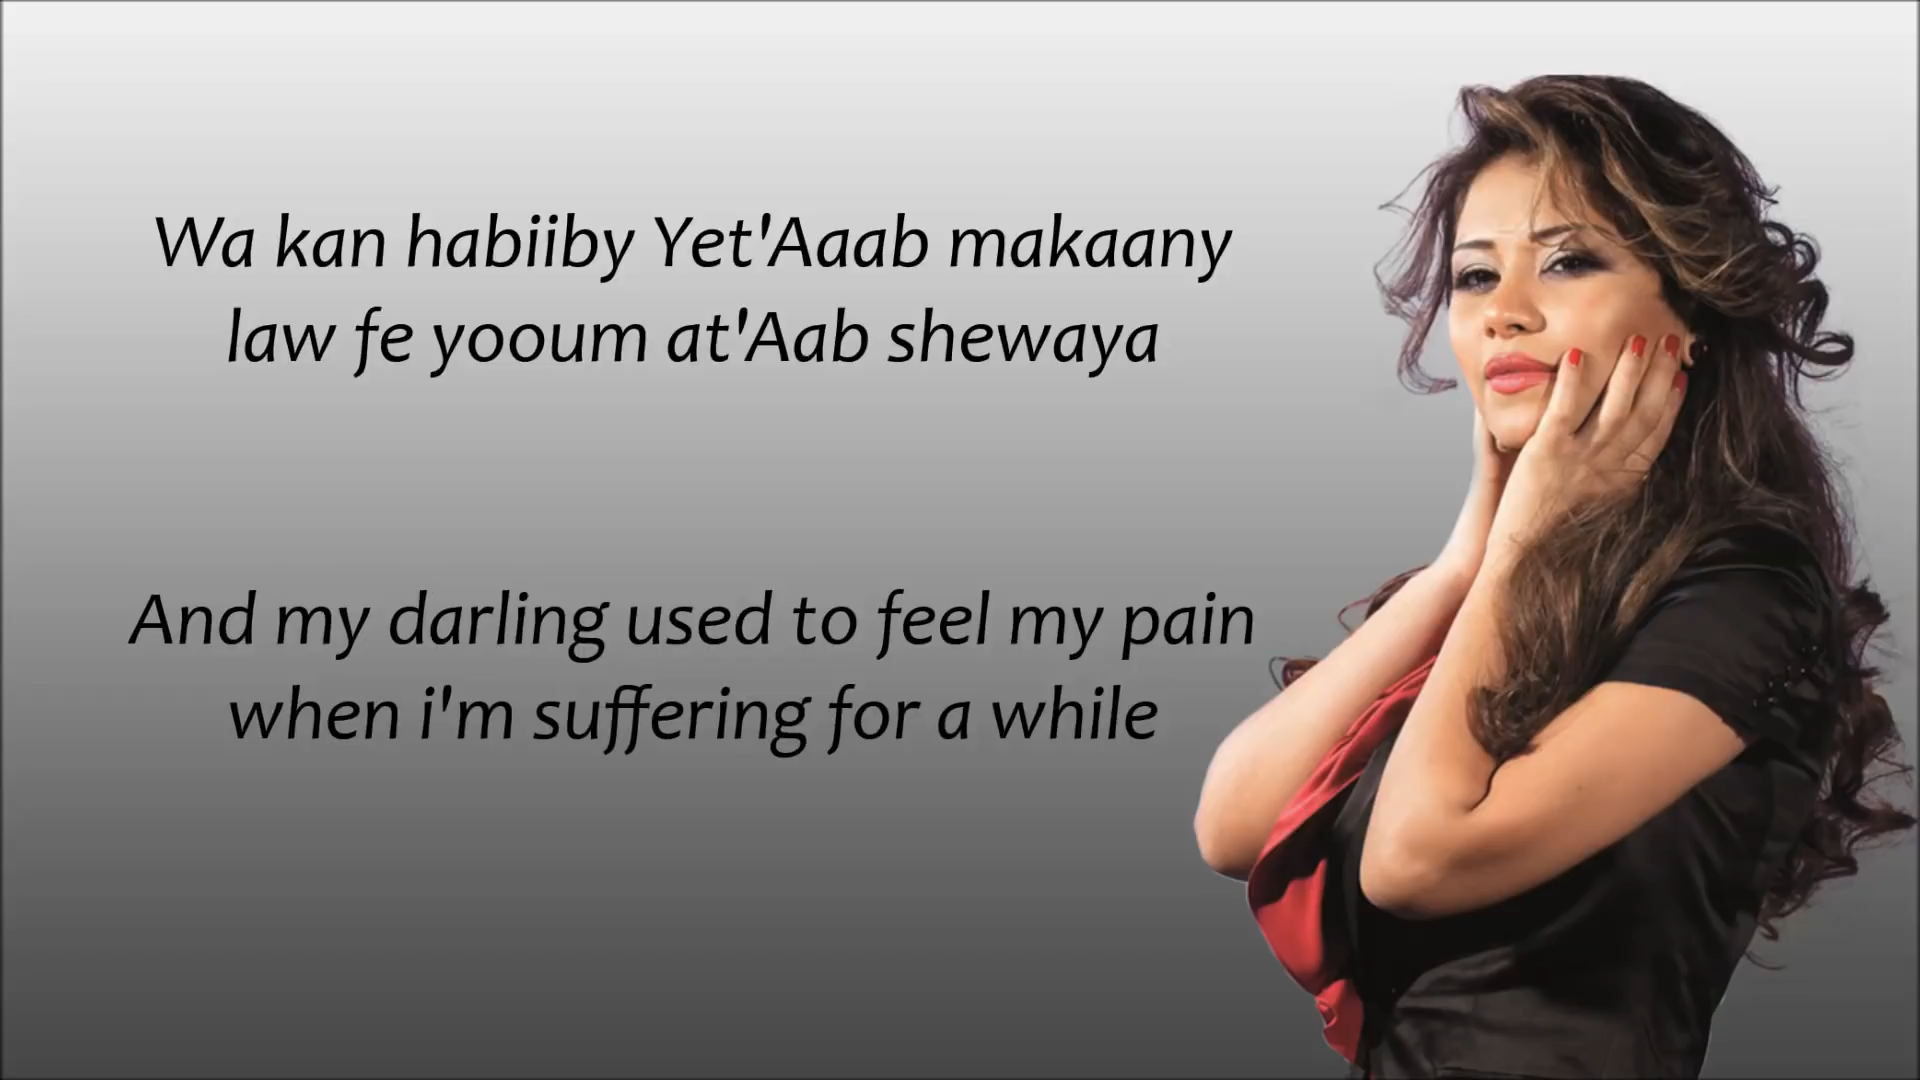 Wa kan habiiby Yet'Aaab makaany
law fe yooum at'Aab shewaya
And my darling used to feel my pain
when i'm suffering for a while